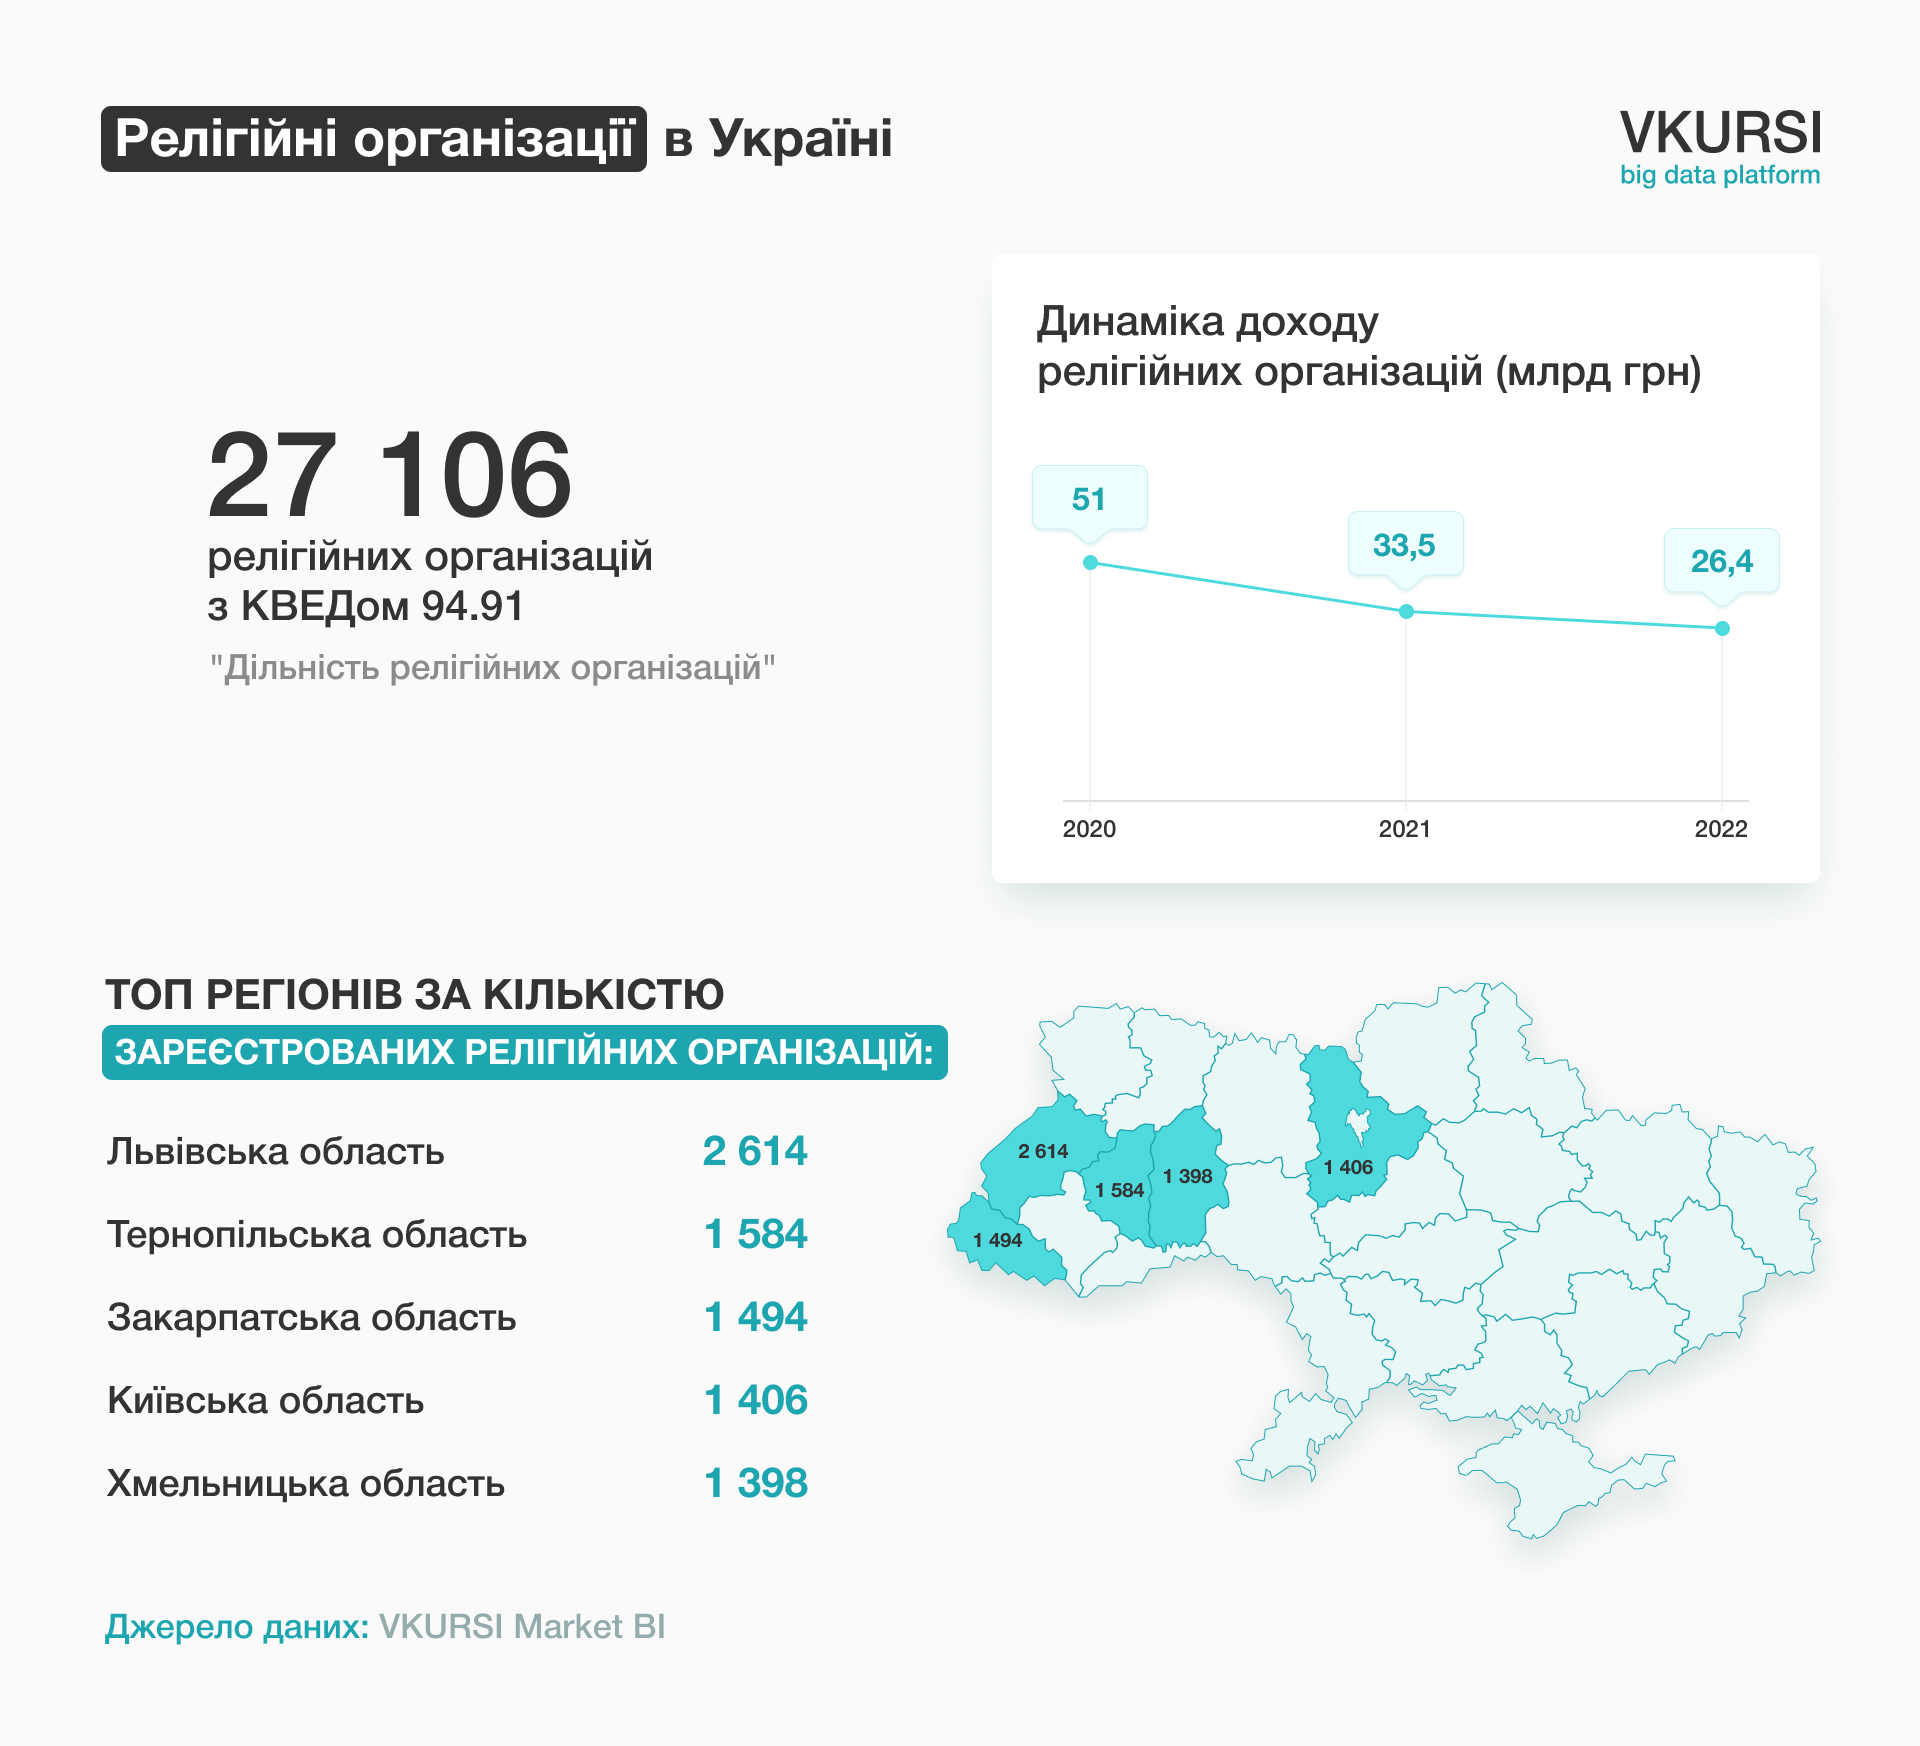 Релігійні організації в Україні
VKURSI
big data platform
27 106
релігійних організацій
з КВЕДом 94.91
"Дільність релігійних організацій"
Динаміка доходу
релігійних організацій (млрд грн)
51
33,5
26,4
2020
2021
2022
ТОП РЕГІОНІВ ЗА КІЛЬКІСТЮ
ЗАРЕЄСТРОВАНИХ РЕЛІГІЙНИХ ОРГАНІЗАЦІЙ:
Львівська область 2 614
Тернопільська область 1 584
Закарпатська область 1 494
Київська область 1 406
Хмельницька область 1 398
2 614
1 584
1 398
1 406
1 494
Джерело даних: VKURSI Market BI